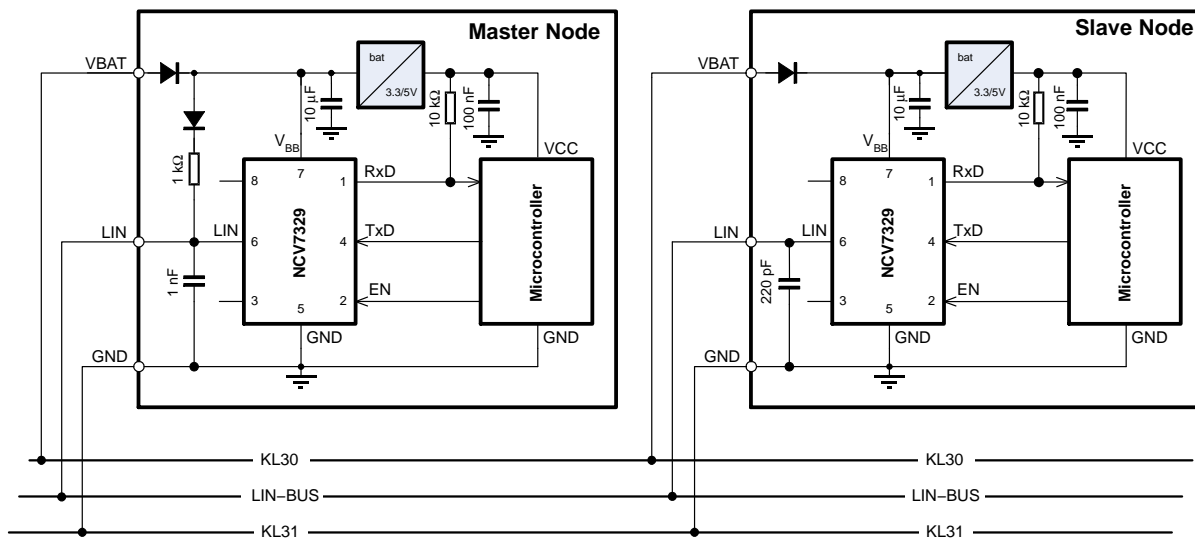 Master Node
VBAT
bat
3.3/5V
10 µF
10 kΩ
100 nF
1 kΩ
VBB
VCC
8
7
1
RxD
LIN
LIN
6
NCV7329
4
TxD
Microcontroller
1 nF
3
5
2
EN
GND
GND
GND
Slave Node
VBAT
bat
3.3/5V
10 µF
10 kΩ
100 nF
VBB
VCC
8
7
1
RxD
LIN
LIN
6
NCV7329
4
TxD
Microcontroller
220 pF
3
5
2
EN
GND
GND
GND
KL30
KL30
LIN–BUS
LIN–BUS
KL31
KL31